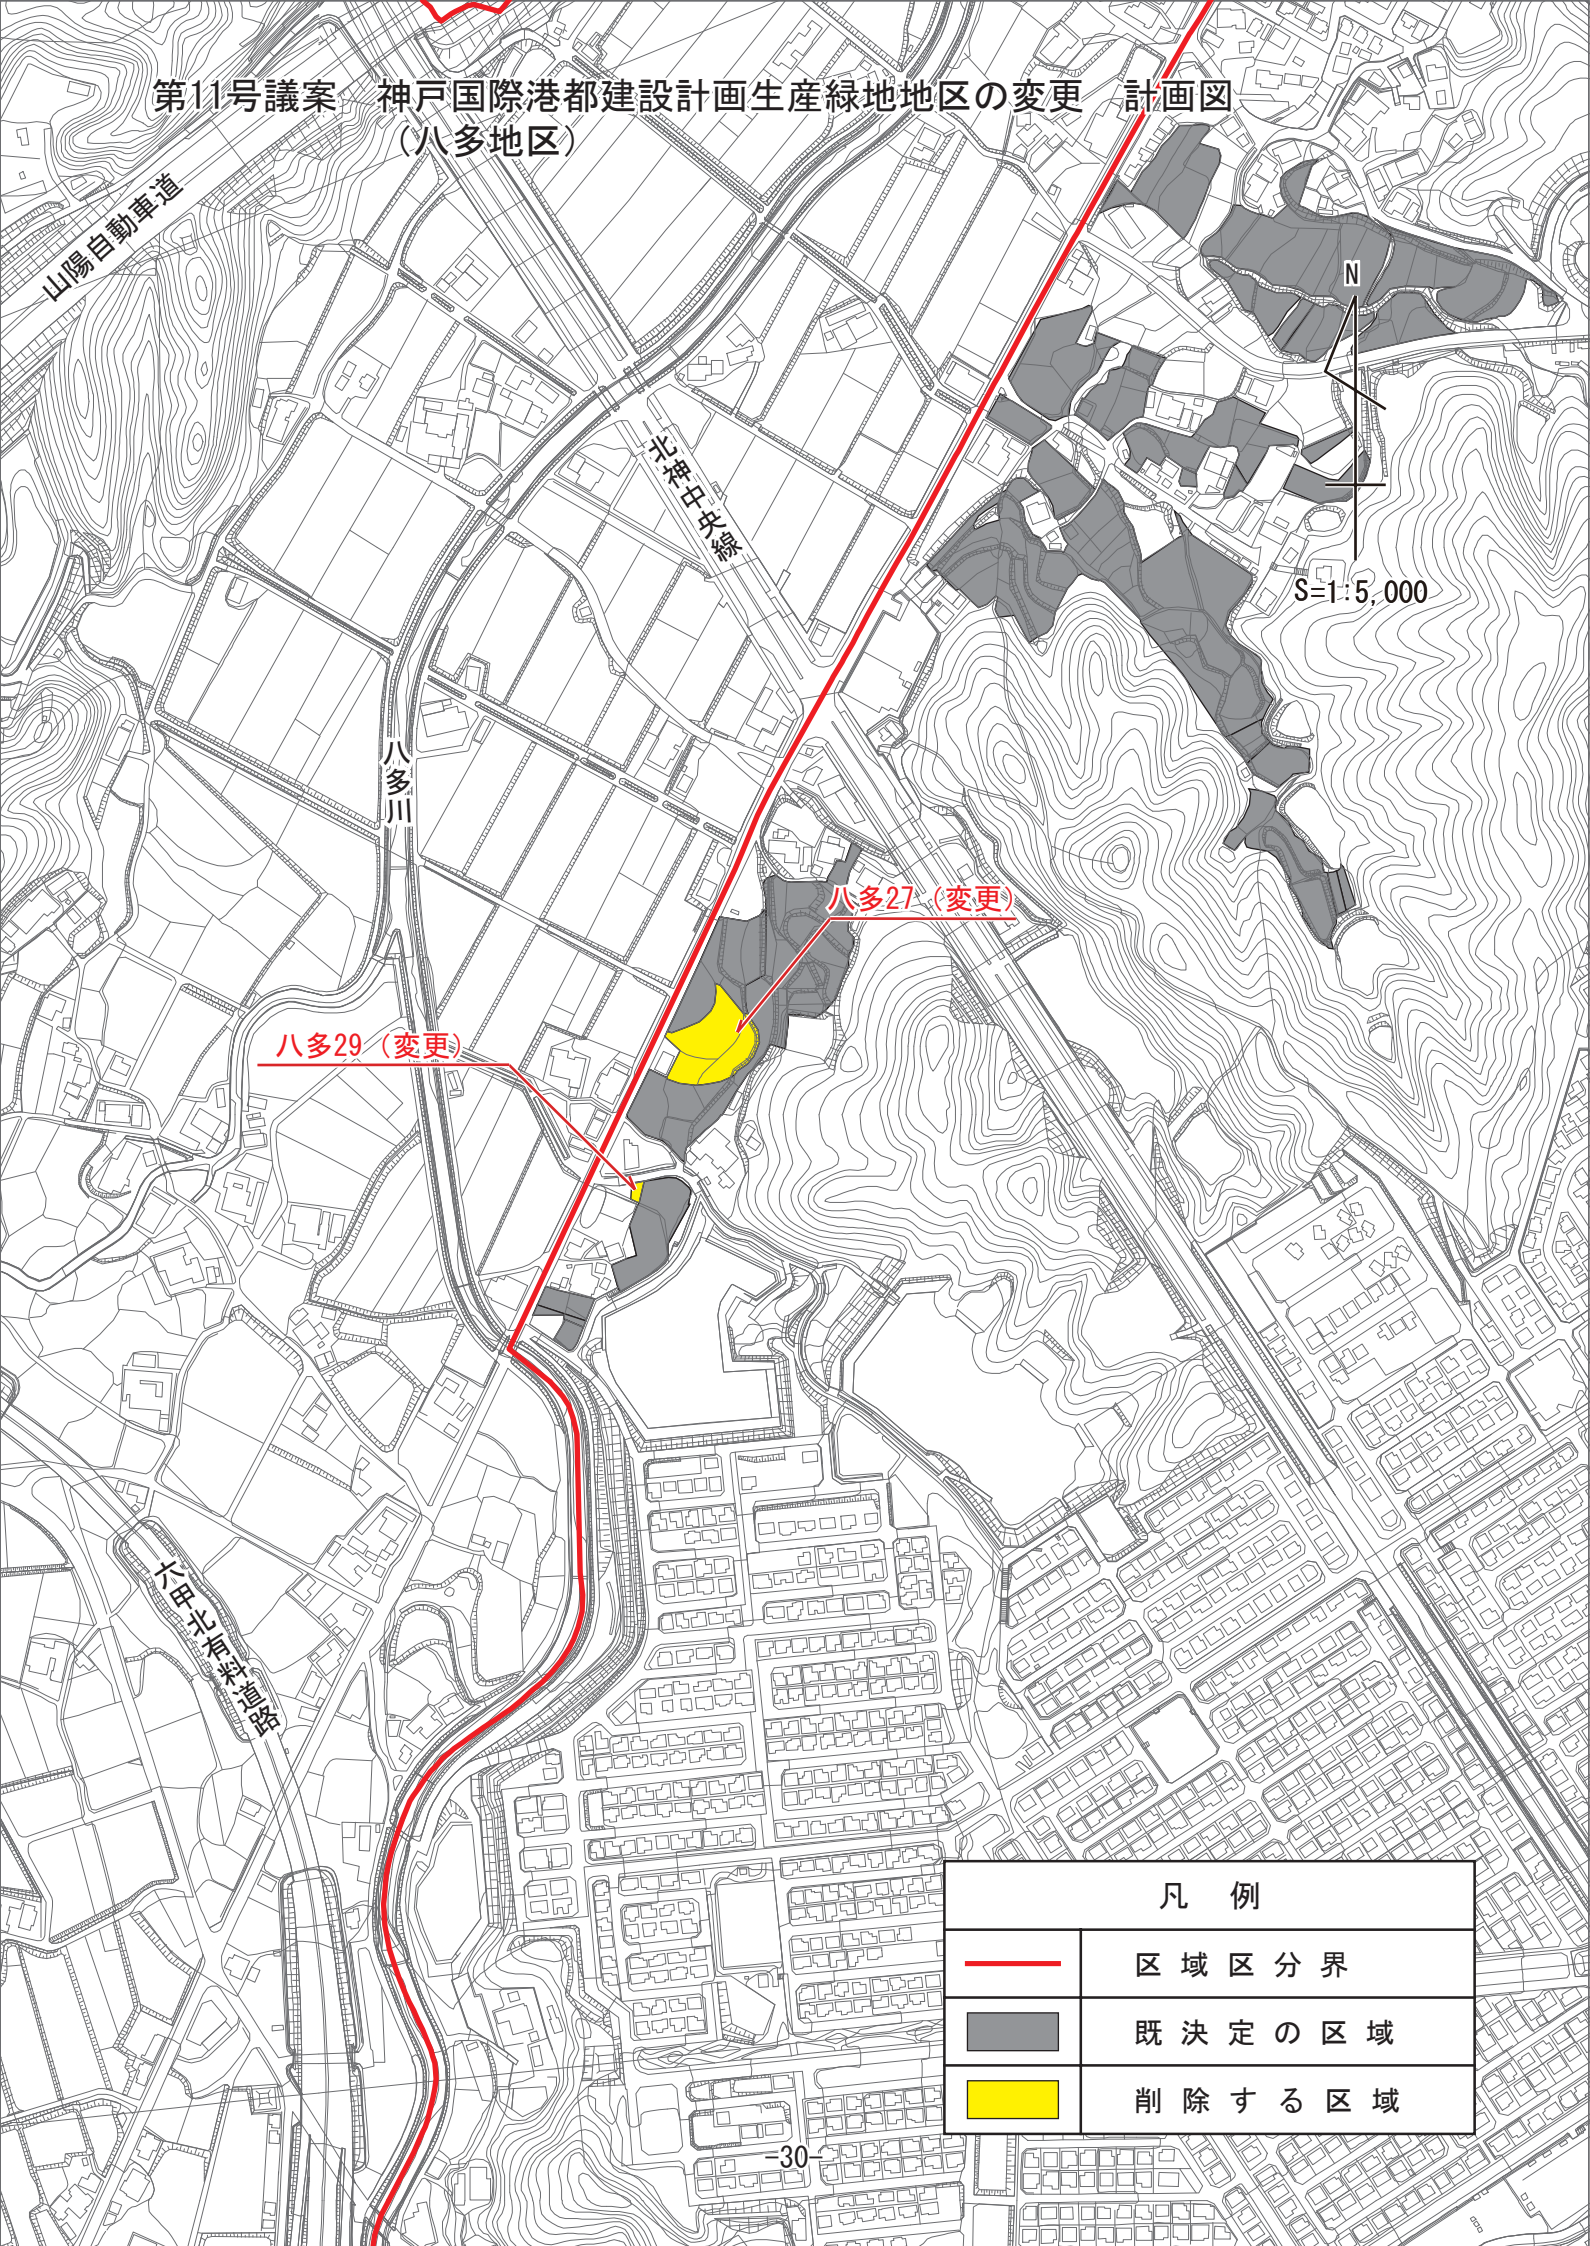 第11号議案　神戸国際港都建設計画生産緑地地区の変更　計画図
（八多地区）
山陽自動車道
N
北神中央線
S=1:5,000
八多川
八多27（変更）
八多29（変更）
六甲北有料道路
凡例
区域区分界
既決定の区域
削除する区域
-30-